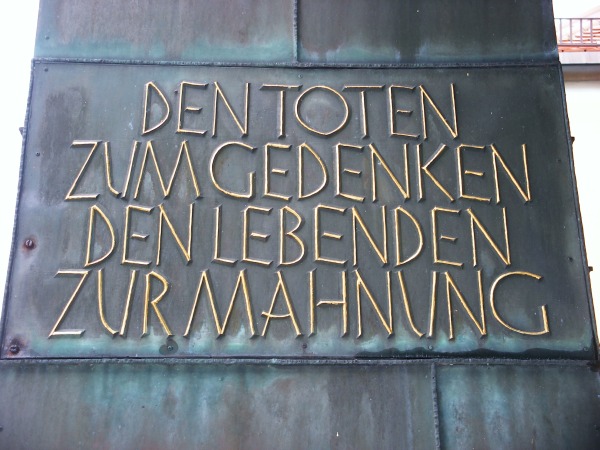 DEN TOTEN
ZUM GEDENKEN
DEN LEBENDEN
ZUR MAHNUNG